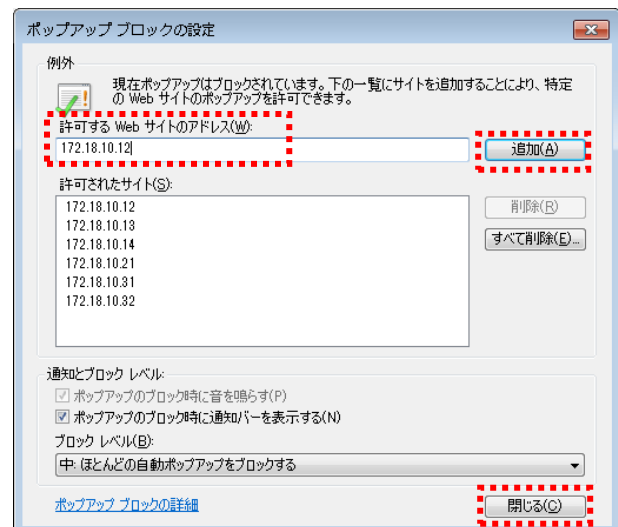 ポップアップ ブロックの設定
例外
現在ポップアップはブロックされています。下の一覧にサイトを追加することにより、特定
の Web サイトのポップアップを許可できます。
許可する Web サイトのアドレス(W):
172.18.10.12
追加(A)
許可されたサイト(S):
172.18.10.12
172.18.10.13
172.18.10.14
172.18.10.21
172.18.10.31
172.18.10.32
削除(R)
すべて削除(E)...
通知とブロック レベル:
ポップアップのブロック時に音を鳴らす(P)
ポップアップのブロック時に通知バーを表示する(N)
ブロック レベル(B):
中: ほとんどの自動ポップアップをブロックする
ポップアップ ブロックの詳細
閉じる(C)